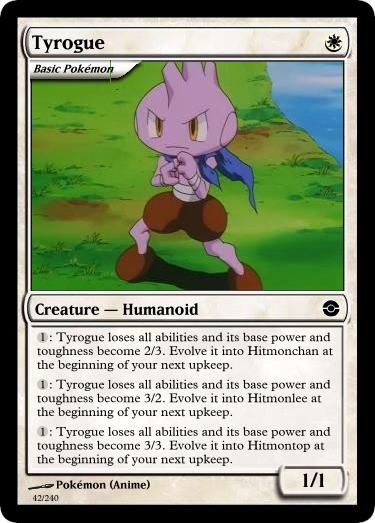 Tyrogue
Basic Pokémon
Creature — Humanoid
1: Tyrogue loses all abilities and its base power and
toughness become 2/3. Evolve it into Hitmonchan at
the beginning of your next upkeep.
1: Tyrogue loses all abilities and its base power and
toughness become 3/2. Evolve it into Hitmonlee at
the beginning of your next upkeep.
1: Tyrogue loses all abilities and its base power and
toughness become 3/3. Evolve it into Hitmontop at
the beginning of your next upkeep.
1/1
Pokémon (Anime)
42/240